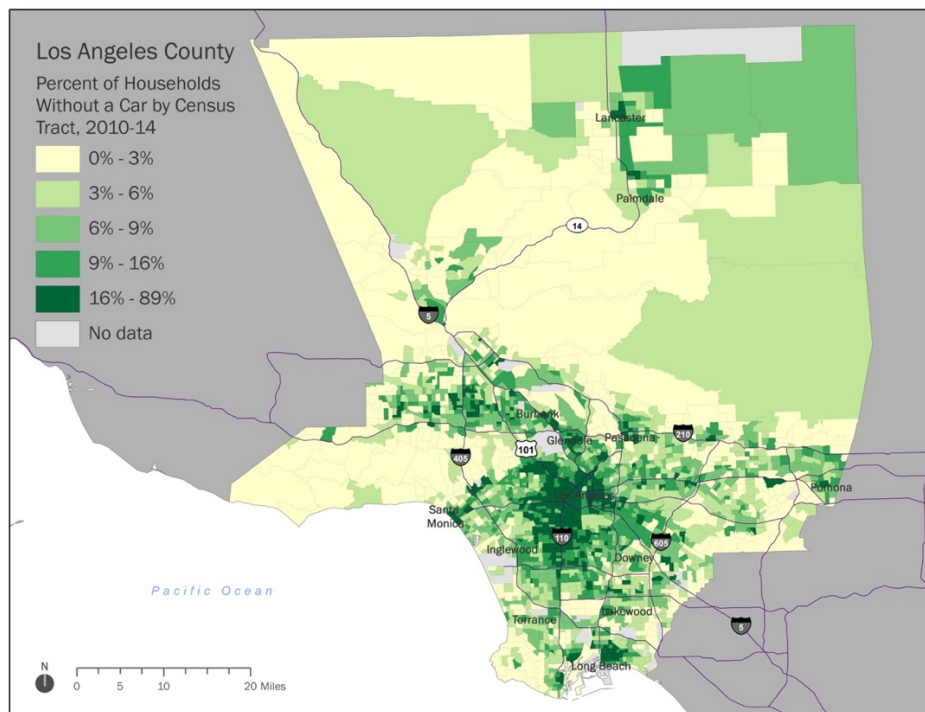 Los Angeles County
Percent of Households
Without a Car by Census
Tract, 2010-14
0% - 3%
3% - 6%
6% - 9%
9% - 16%
16% - 89%
No data
Lancaster
Palmdale
14
5
Burbank
Glendale
Pasadena
210
101
405
Los Angeles
Pomona
Santa
Monica
110
605
Inglewood
Downey
Pacific Ocean
Torrance
Lakewood
5
Long Beach
N
0 5 10 20 Miles